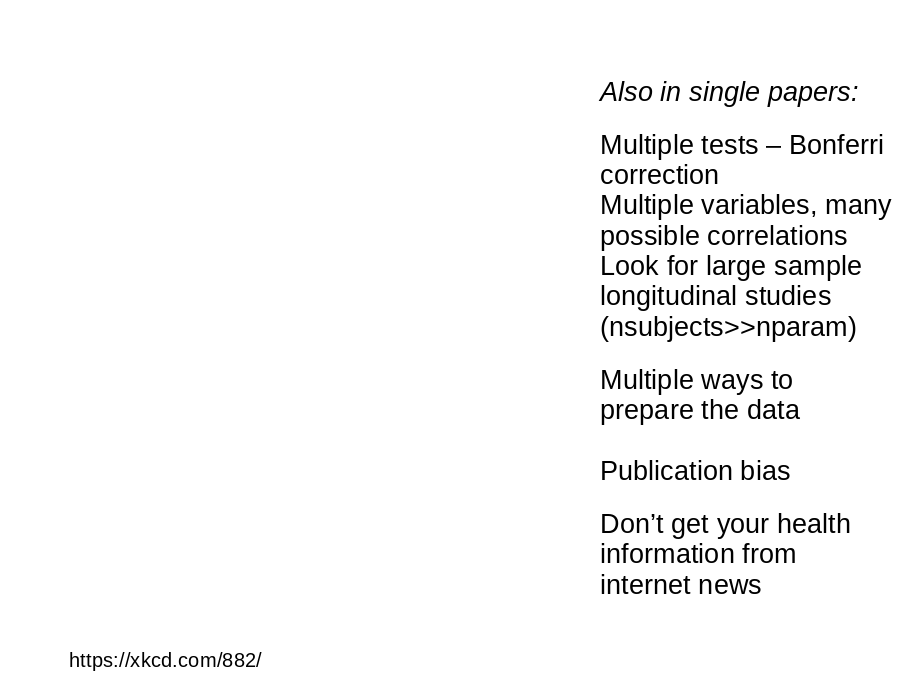 Also in single papers:
Multiple tests – Bonferri
correction
Multiple variables, many
possible correlations
Look for large sample
longitudinal studies
(nsubjects>>nparam)
Multiple ways to
prepare the data
Publication bias
Don’t get your health
information from
internet news
https://xkcd.com/882/